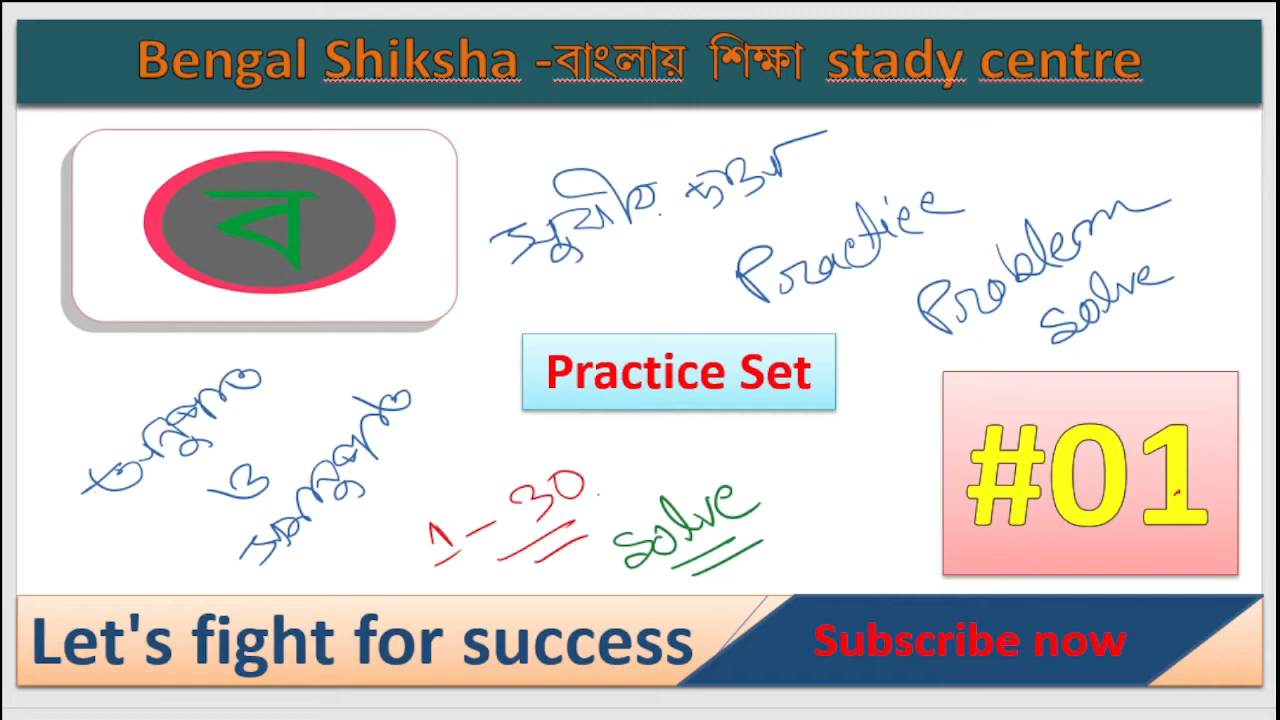 Bengal Shiksha -বাংলায় শিক্ষা stady centre
ব
সুবীর দাস
Practice
Problem
solve
Practice Set
#01
অনুপাত
ও
সমানুপাত
1-30
solve
Let's fight for success
Subscribe now